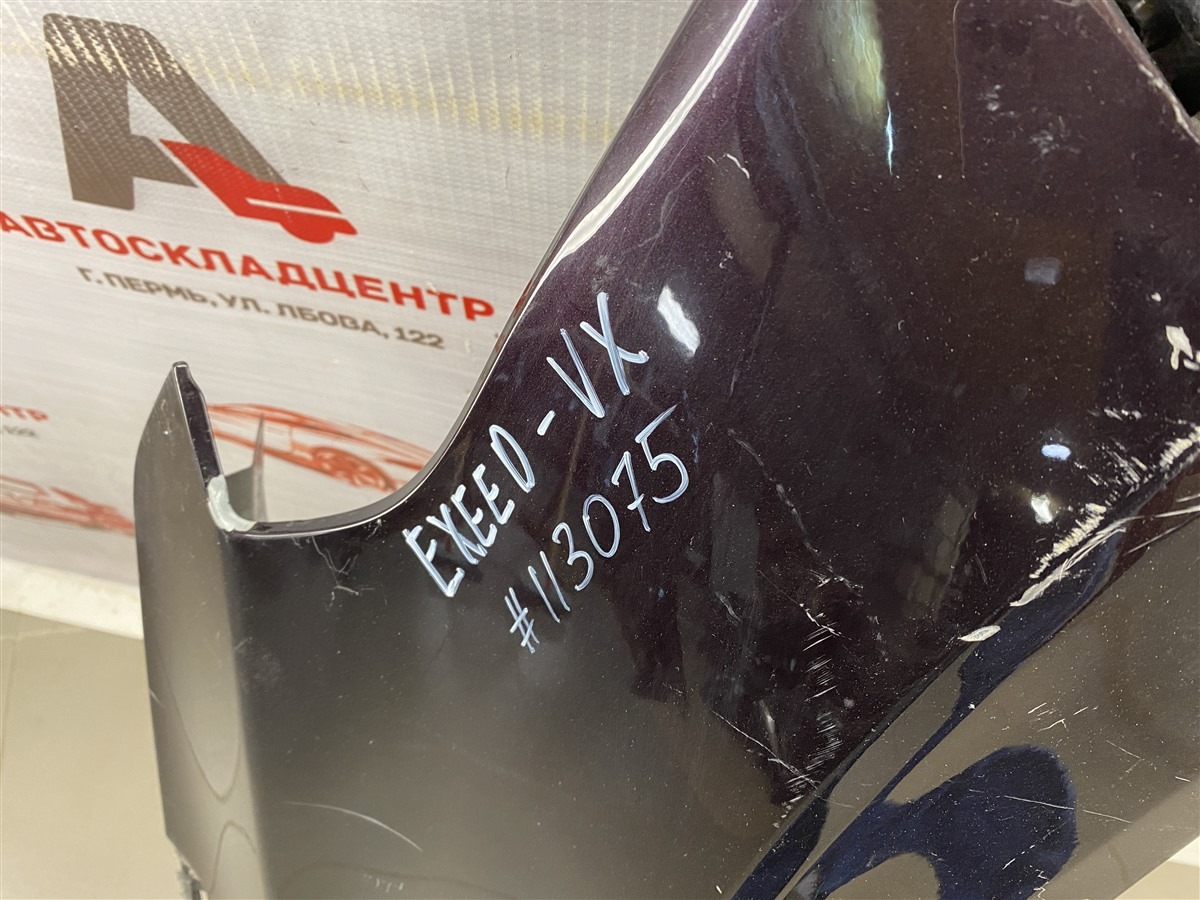 АВТОСКЛАДЦЕНТР
Г. ПЕРМЬ, УЛ. ЛБОВА, 122
EXEED-VX
#113075